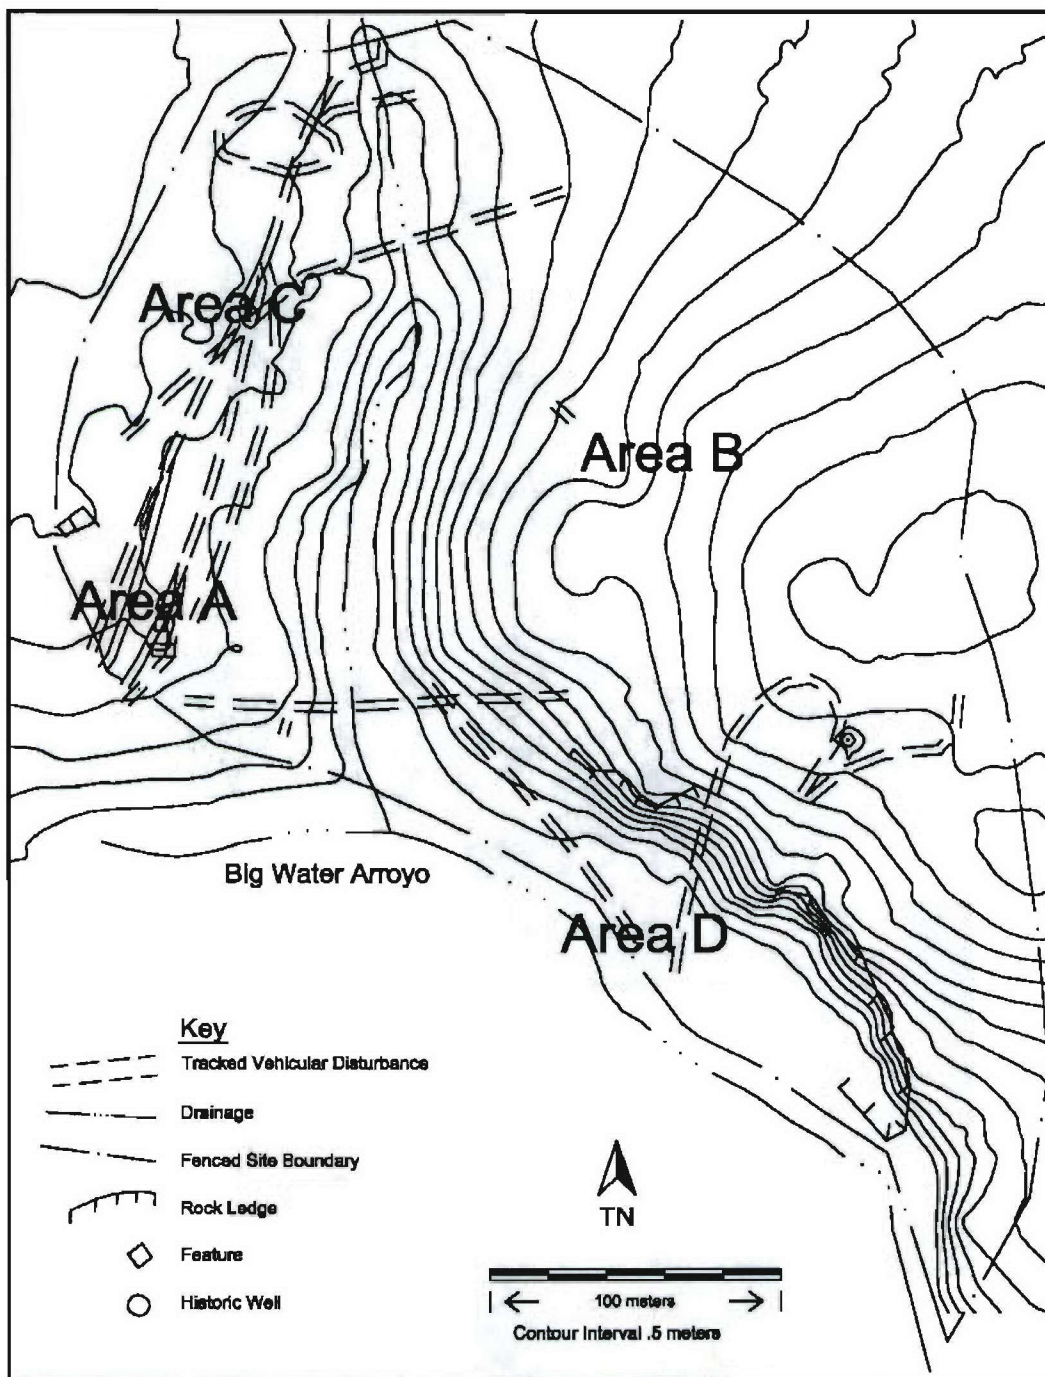 Area C
Area B
Area A
Big Water Arroyo
Area D
Key
Tracked Vehicular Disturbance
Drainage
Fenced Site Boundary
Rock Ledge
Feature
Historic Well
TN
100 meters
Contour Interval .5 meters